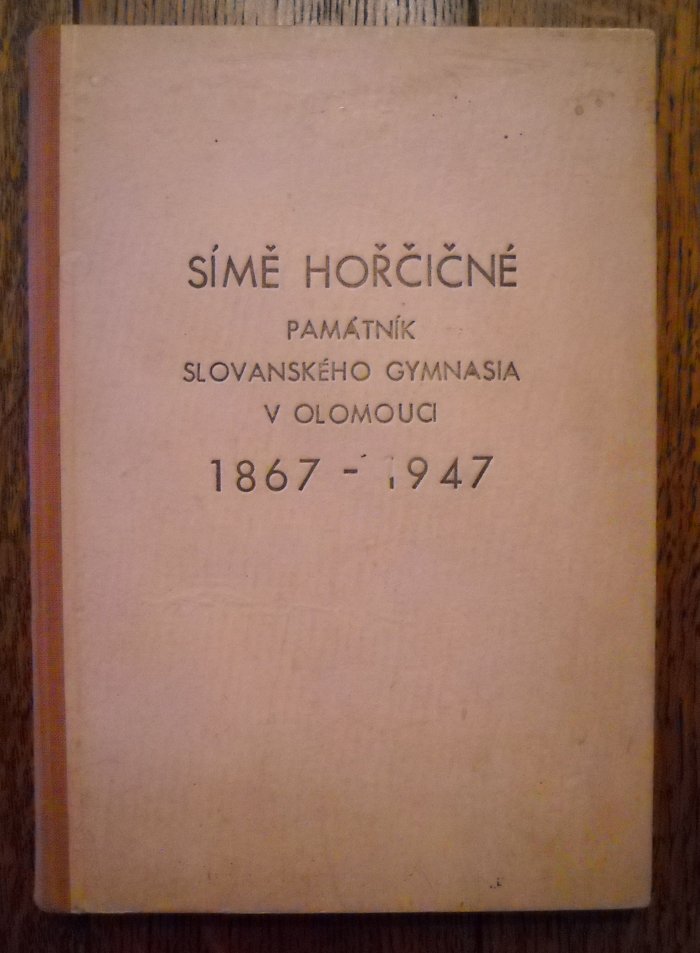 SÍMĚ HOŘČIČNÉ
PAMÁTNÍK
SLOVANSKÉHO GYMNASIA
V OLOMOUCI
1867 - 1947